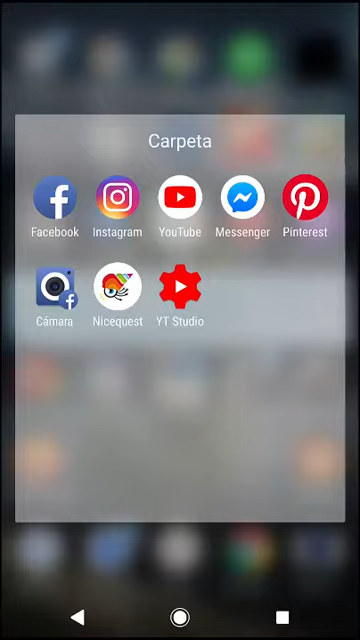 Carpeta
Facebook Instagram YouTube Messenger Pinterest
Cámara Nicequest YT Studio